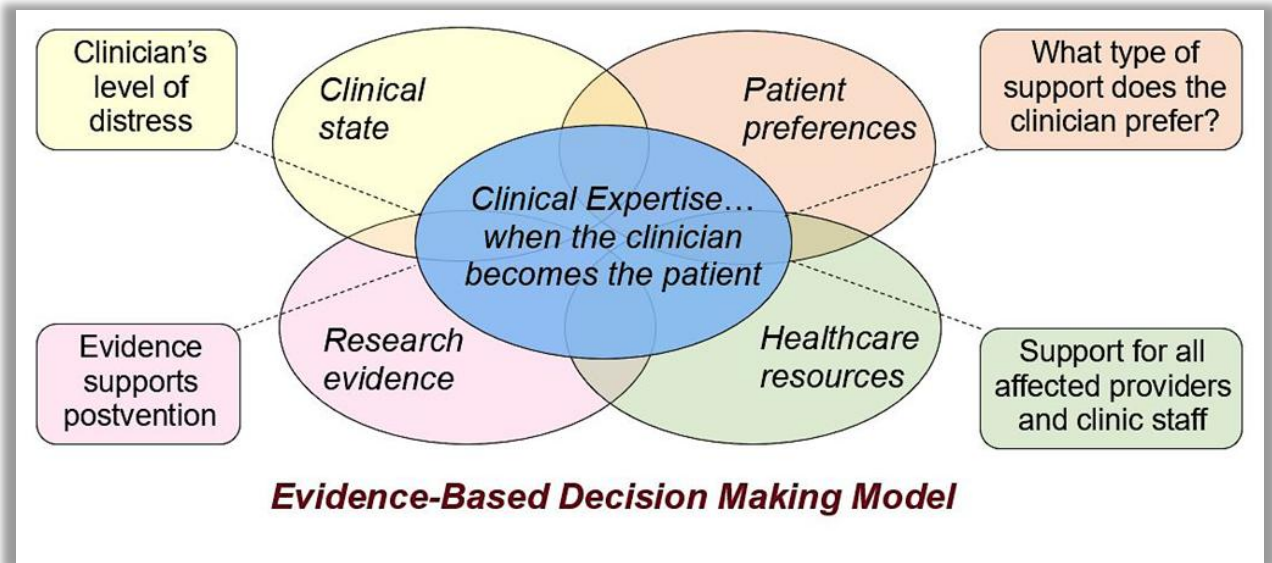 Clinician's
level of
distress
Clinical
state
Patient
preferences
What type of
support does the
clinician prefer?
Clinical Expertise…
when the clinician
becomes the patient
Evidence
supports
postvention
Research
evidence
Healthcare
resources
Support for all
affected providers
and clinic staff
Evidence-Based Decision Making Model